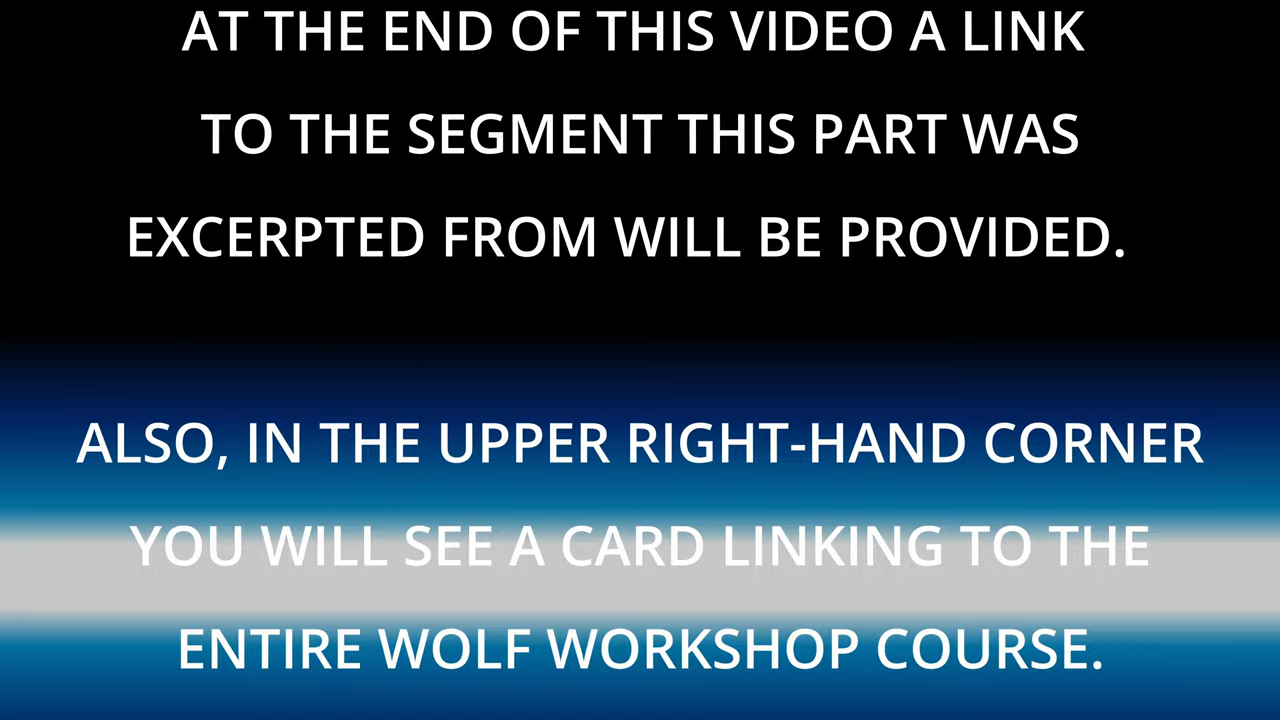 AT THE END OF THIS VIDEO A LINK
TO THE SEGMENT THIS PART WAS
EXCERPTED FROM WILL BE PROVIDED.
ALSO, IN THE UPPER RIGHT-HAND CORNER
YOU WILL SEE A CARD LINKING TO THE
ENTIRE WOLF WORKSHOP COURSE.